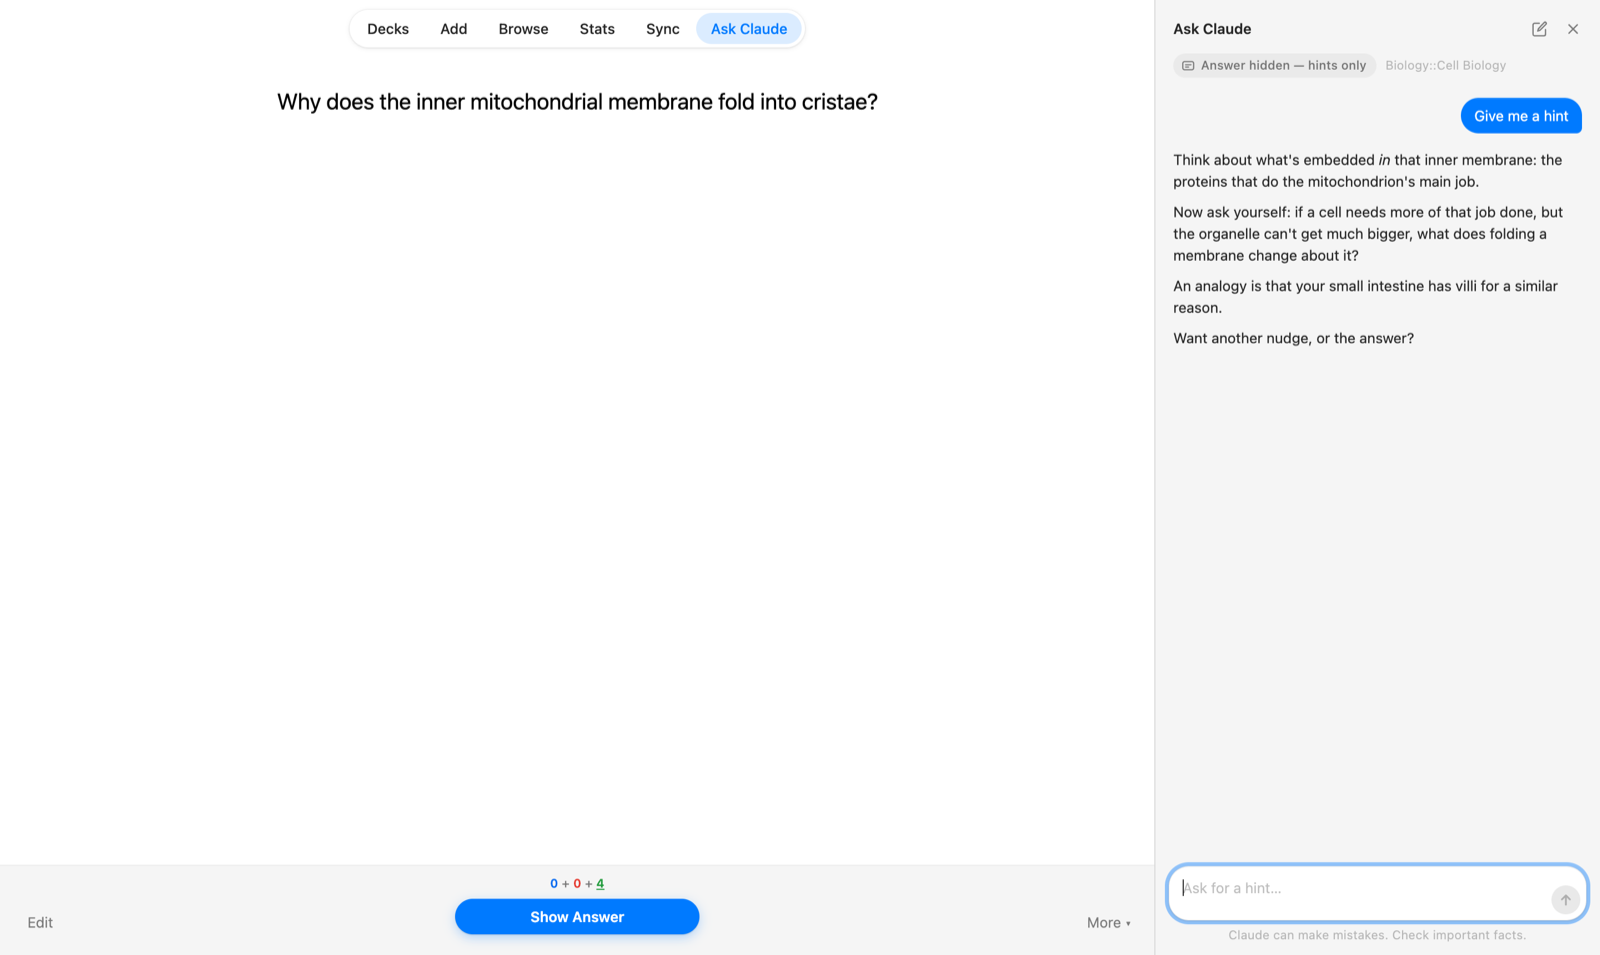 Decks Add Browse Stats Sync Ask Claude
Why does the inner mitochondrial membrane fold into cristae?
0 + 0 + 4
Edit
Show Answer
More
Ask Claude
Answer hidden — hints only
Biology::Cell Biology
Give me a hint
Think about what's embedded in that inner membrane: the
proteins that do the mitochondrion's main job.
Now ask yourself: if a cell needs more of that job done, but
the organelle can't get much bigger, what does folding a
membrane change about it?
An analogy is that your small intestine has villi for a similar
reason.
Want another nudge, or the answer?
Ask for a hint...
Claude can make mistakes. Check important facts.